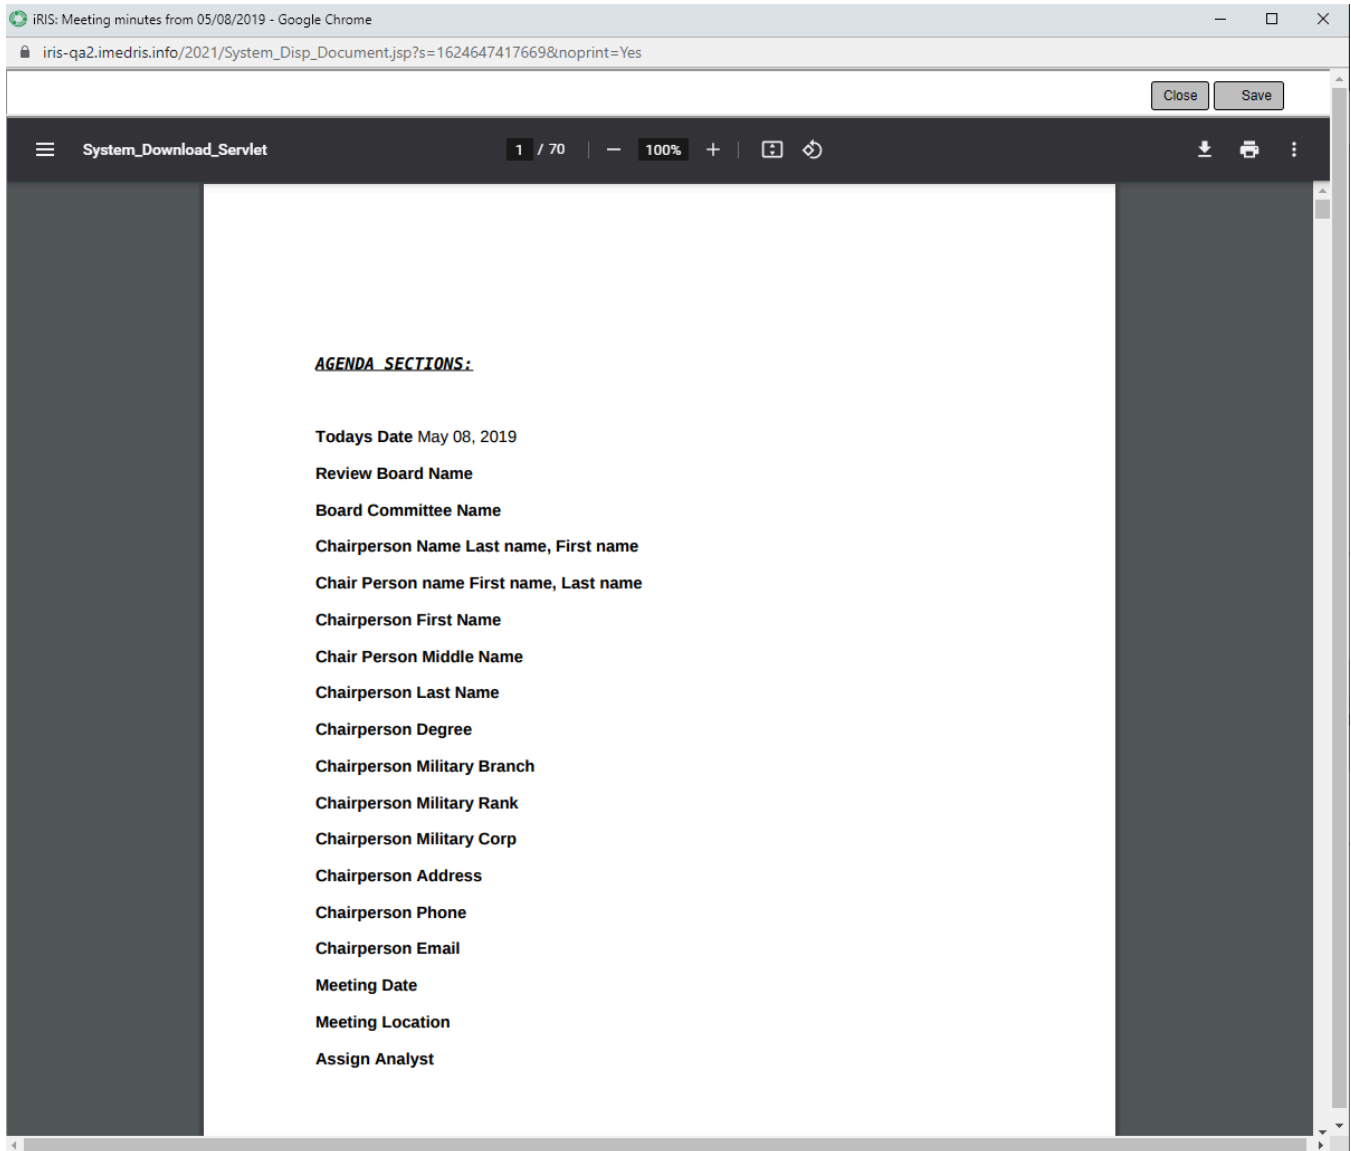 iRIS: Meeting minutes from 05/08/2019 - Google Chrome
iris-qa2.imedris.info/2021/System_Disp_Document.jsp?s=1624647417669&noprint=Yes
Close Save
System_Download_Servlet 1 / 70 100%
AGENDA SECTIONS:
Todays Date May 08, 2019
Review Board Name
Board Committee Name
Chairperson Name Last name, First name
Chair Person name First name, Last name
Chairperson First Name
Chair Person Middle Name
Chairperson Last Name
Chairperson Degree
Chairperson Military Branch
Chairperson Military Rank
Chairperson Military Corp
Chairperson Address
Chairperson Phone
Chairperson Email
Meeting Date
Meeting Location
Assign Analyst